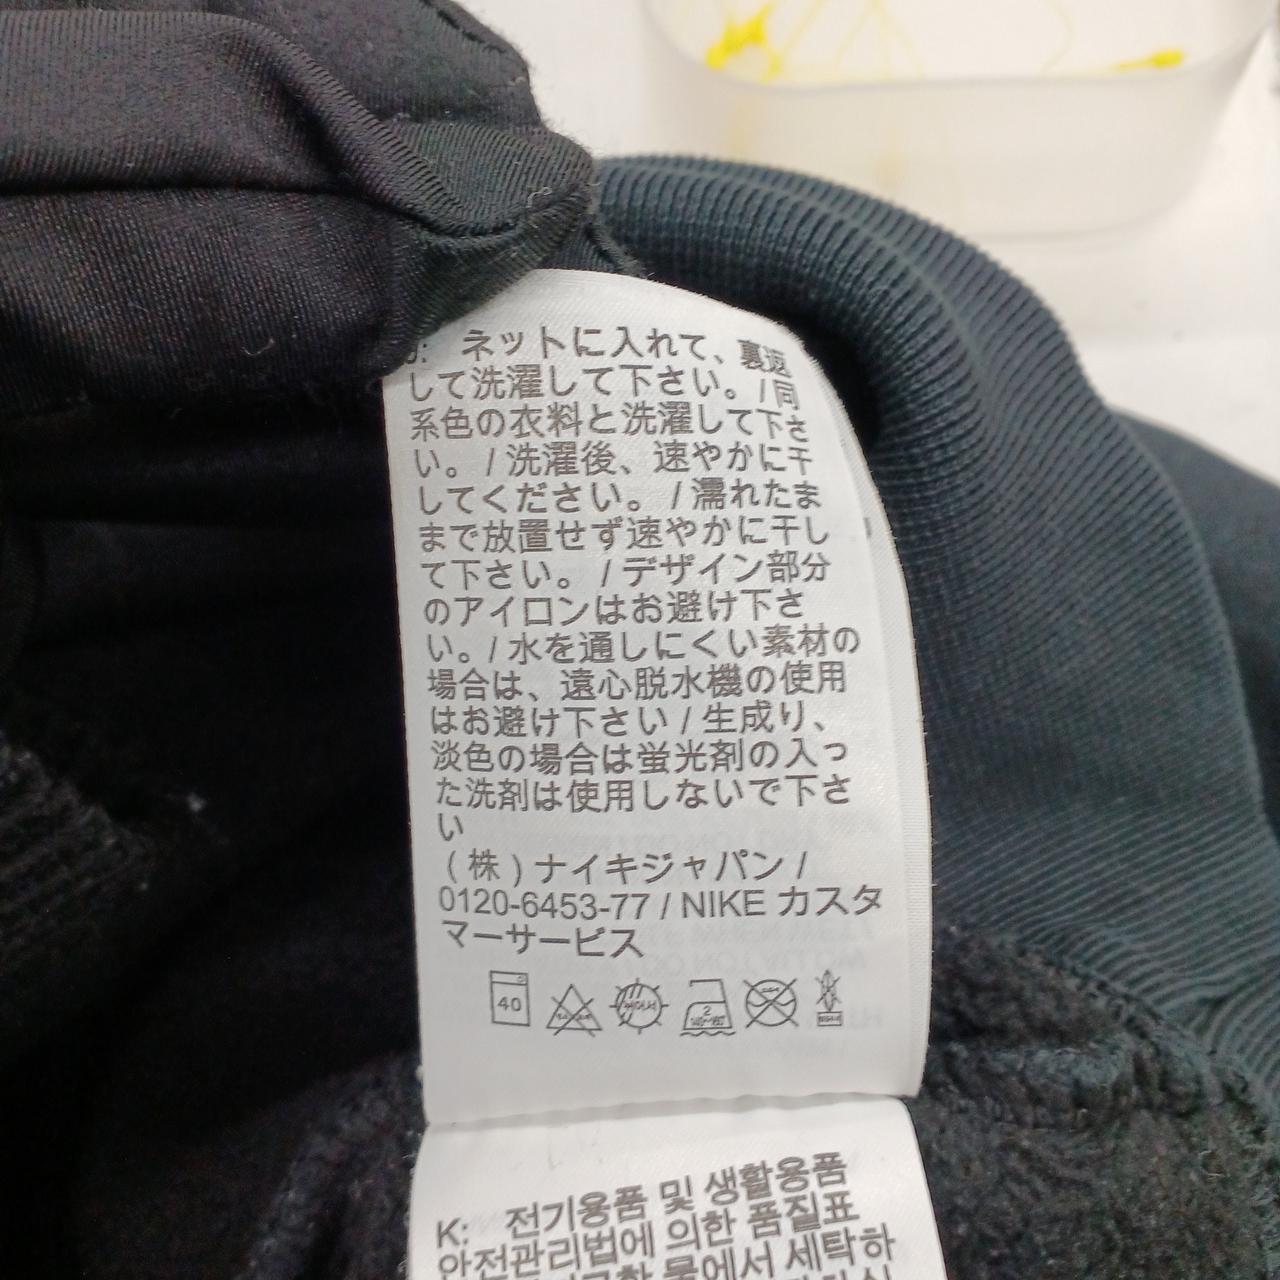 J: ネットに入れて、裏返
して洗濯して下さい。/同
系色の衣料と洗濯して下さ
い。/洗濯後、速やかに干
してください。/濡れたま
まで放置せず速やかに干し
て下さい。/デザイン部分
のアイロンはお避け下さ
い。/水を通しにくい素材の
場合は、遠心脱水機の使用
はお避け下さい/生成り、
淡色の場合は蛍光剤の入っ
た洗剤は使用しないで下さ
い
(株)ナイキジャパン/
0120-6453-77/NIKE カスタ
マーサービス
40
2
140~160℃
K: 전기용품 및 생활용품
안전관리법에 의한 품질표
물에서 세탁하